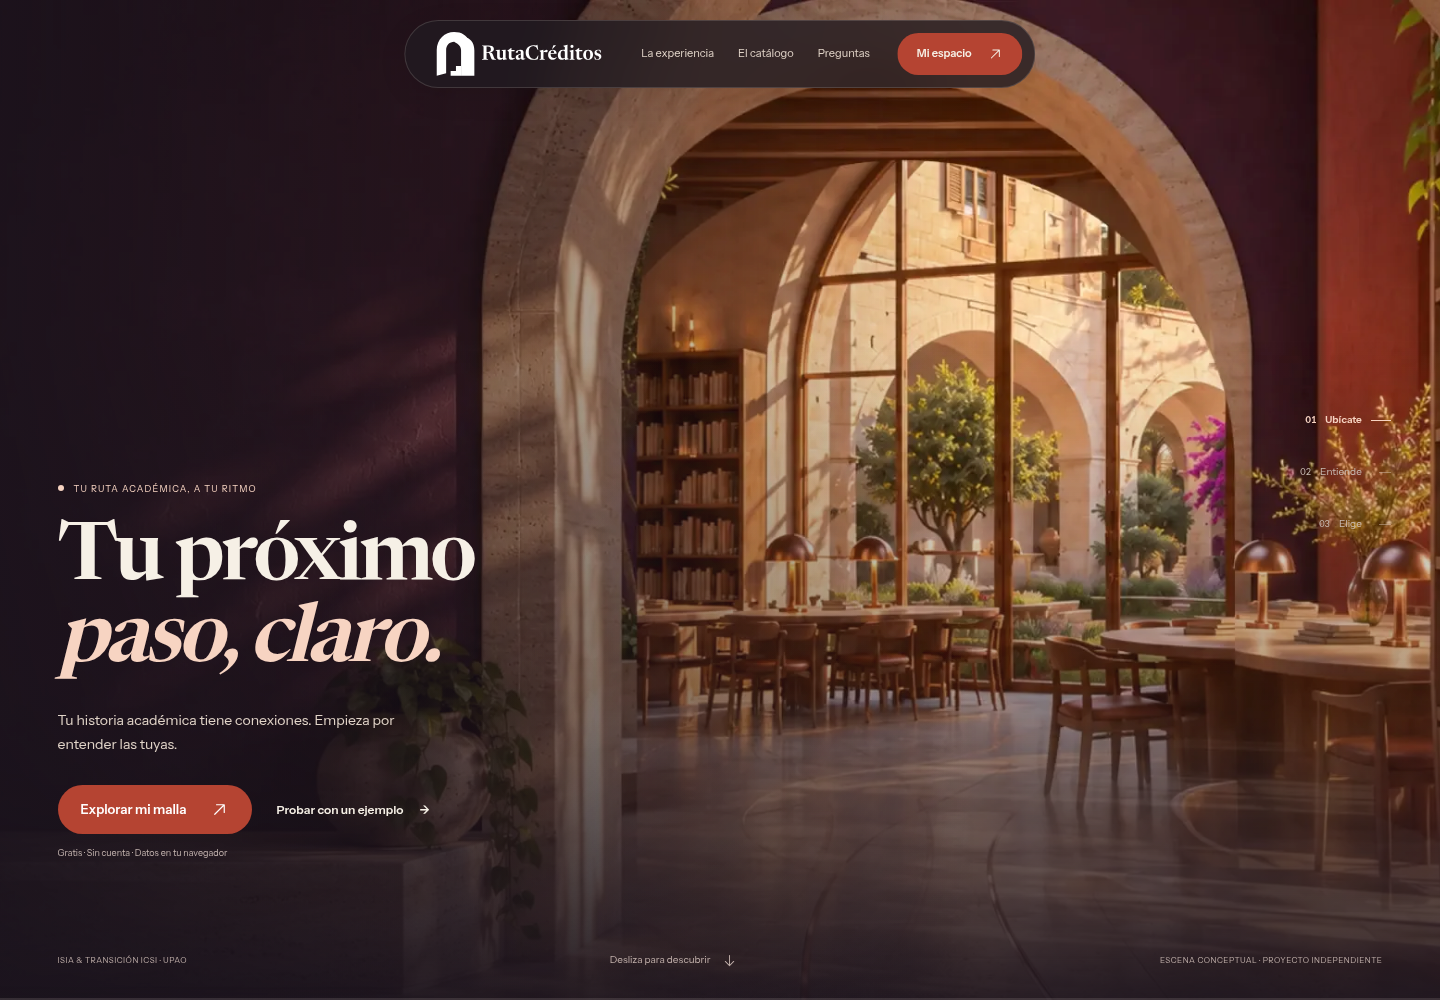 RutaCréditos
La experiencia
El catálogo
Preguntas
Mi espacio
01 Ubícate
02 Entiende
03 Elige
TU RUTA ACADÉMICA, A TU RITMO
Tu próximo
paso, claro.
Tu historia académica tiene conexiones. Empieza por
entender las tuyas.
Explorar mi malla
Probar con un ejemplo
Gratis · Sin cuenta · Datos en tu navegador
ISIA & TRANSICIÓN ICSI · UPAO
Desliza para descubrir
ESCENA CONCEPTUAL · PROYECTO INDEPENDIENTE